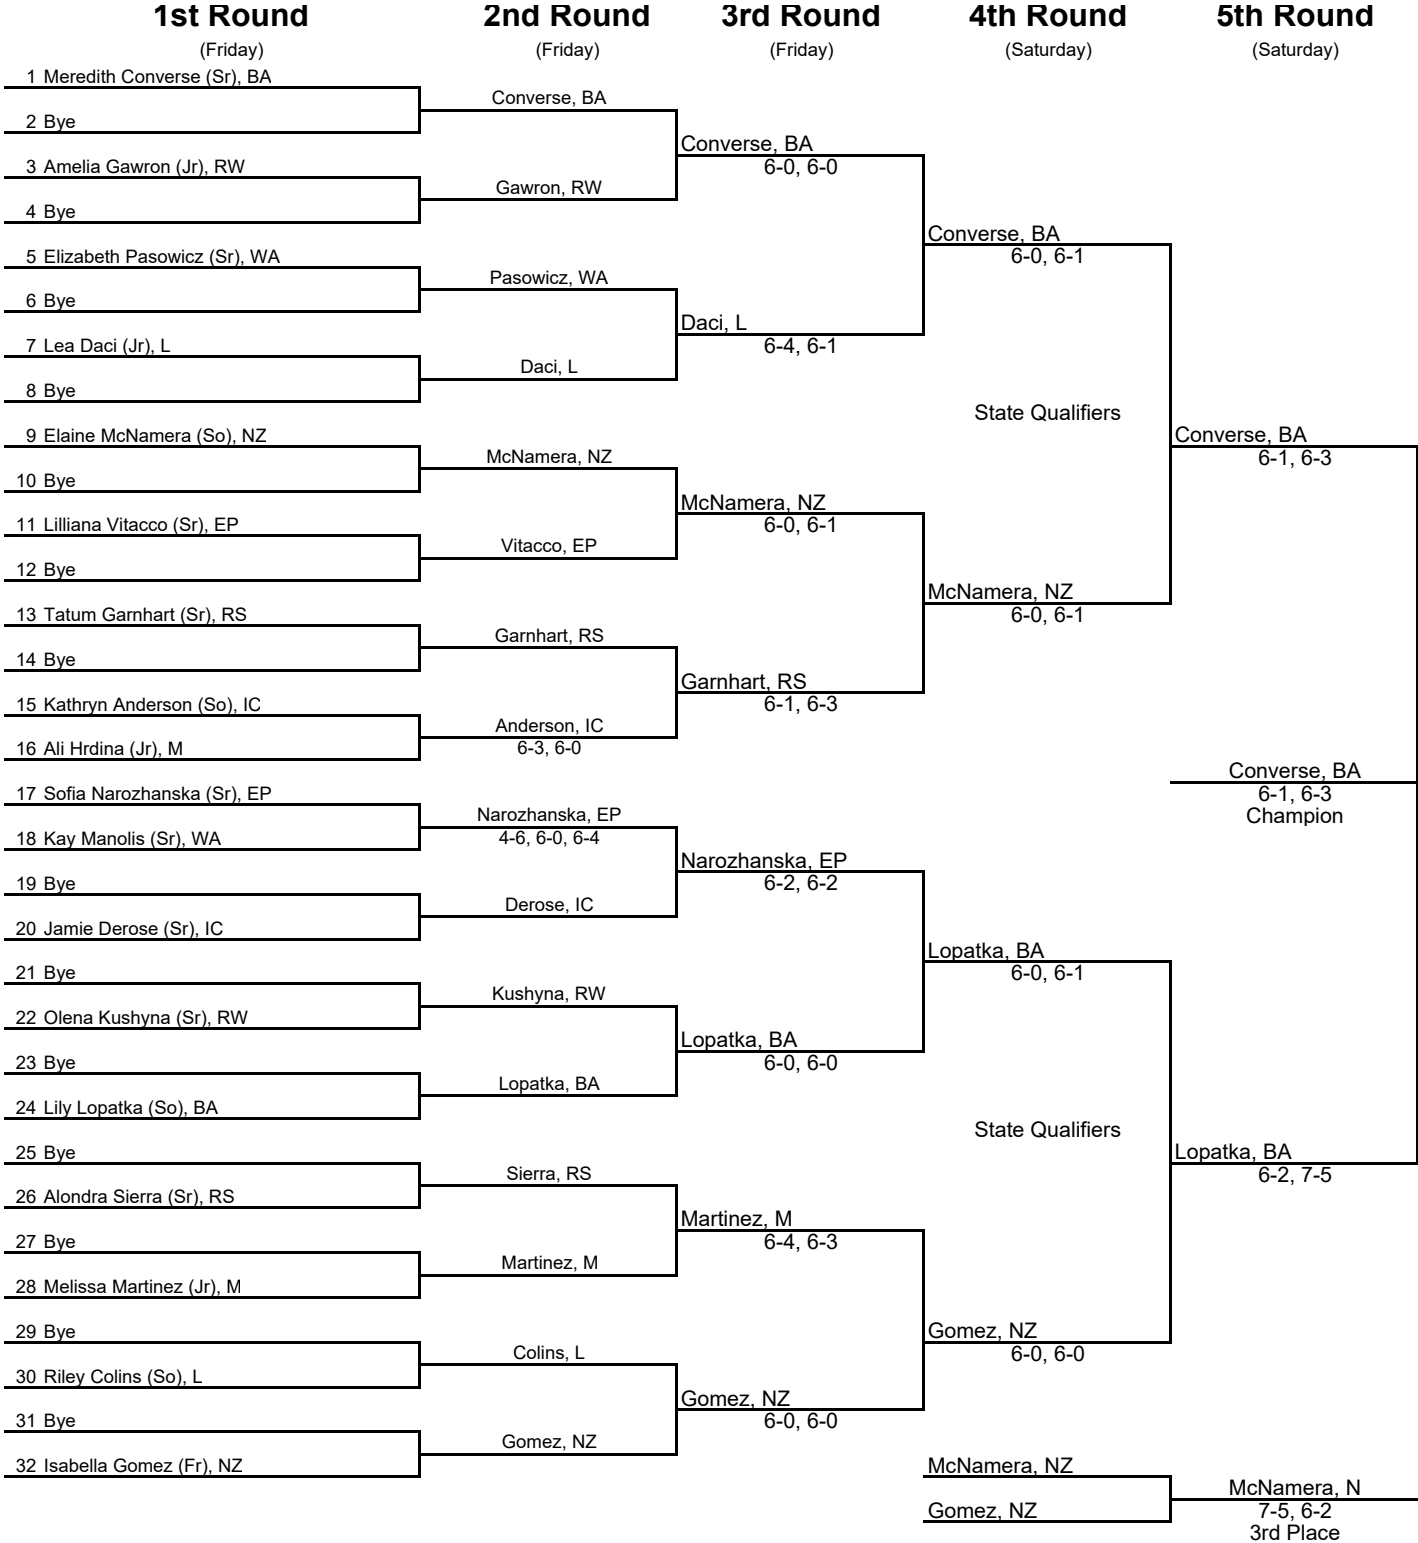 1st Round
2nd Round
3rd Round
4th Round
5th Round
(Friday)
(Friday)
(Friday)
(Saturday)
(Saturday)
1 Meredith Converse (Sr), BA
2 Bye
3 Amelia Gawron (Jr), RW
4 Bye
5 Elizabeth Pasowicz (Sr), WA
6 Bye
7 Lea Daci (Jr), L
8 Bye
9 Elaine McNamera (So), NZ
10 Bye
11 Lilliana Vitacco (Sr), EP
12 Bye
13 Tatum Garnhart (Sr), RS
14 Bye
15 Kathryn Anderson (So), IC
16 Ali Hrdina (Jr), M
17 Sofia Narozhanska (Sr), EP
18 Kay Manolis (Sr), WA
19 Bye
20 Jamie Derose (Sr), IC
21 Bye
22 Olena Kushyna (Sr), RW
23 Bye
24 Lily Lopatka (So), BA
25 Bye
26 Alondra Sierra (Sr), RS
27 Bye
28 Melissa Martinez (Jr), M
29 Bye
30 Riley Colins (So), L
31 Bye
32 Isabella Gomez (Fr), NZ
Converse, BA
Gawron, RW
Pasowicz, WA
Daci, L
McNamera, NZ
Vitacco, EP
Garnhart, RS
Anderson, IC
6-3, 6-0
Narozhanska, EP
4-6, 6-0, 6-4
Derose, IC
Kushyna, RW
Lopatka, BA
Sierra, RS
Martinez, M
Colins, L
Gomez, NZ
Converse, BA
6-0, 6-0
Daci, L
6-4, 6-1
McNamera, NZ
6-0, 6-1
Garnhart, RS
6-1, 6-3
Narozhanska, EP
6-2, 6-2
Lopatka, BA
6-0, 6-0
Martinez, M
6-4, 6-3
Gomez, NZ
6-0, 6-0
Converse, BA
6-0, 6-1
State Qualifiers
McNamera, NZ
6-0, 6-1
Lopatka, BA
6-0, 6-1
State Qualifiers
Gomez, NZ
6-0, 6-0
McNamera, NZ
Gomez, NZ
Converse, BA
6-1, 6-3
Converse, BA
6-1, 6-3
Champion
Lopatka, BA
6-2, 7-5
McNamera, N
7-5, 6-2
3rd Place